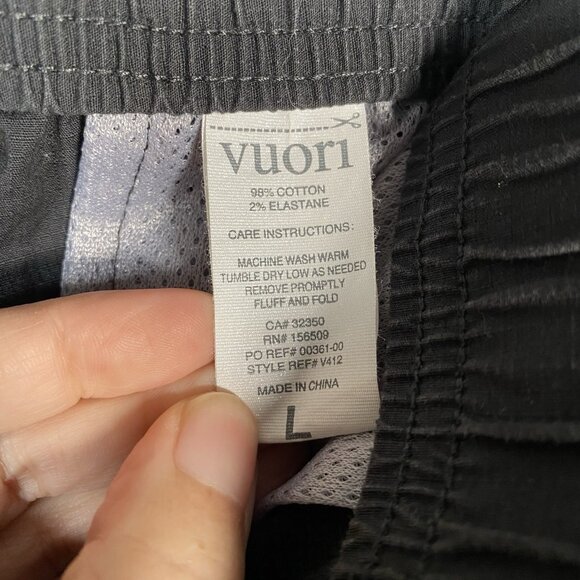 vuori
98% COTTON
2% ELASTANE
CARE INSTRUCTIONS:
MACHINE WASH WARM
TUMBLE DRY LOW AS NEEDED
REMOVE PROMPTLY
FLUFF AND FOLD
CA# 32350
RN# 156509
PO REF# 00361-00
STYLE REF# V412
MADE IN CHINA
L